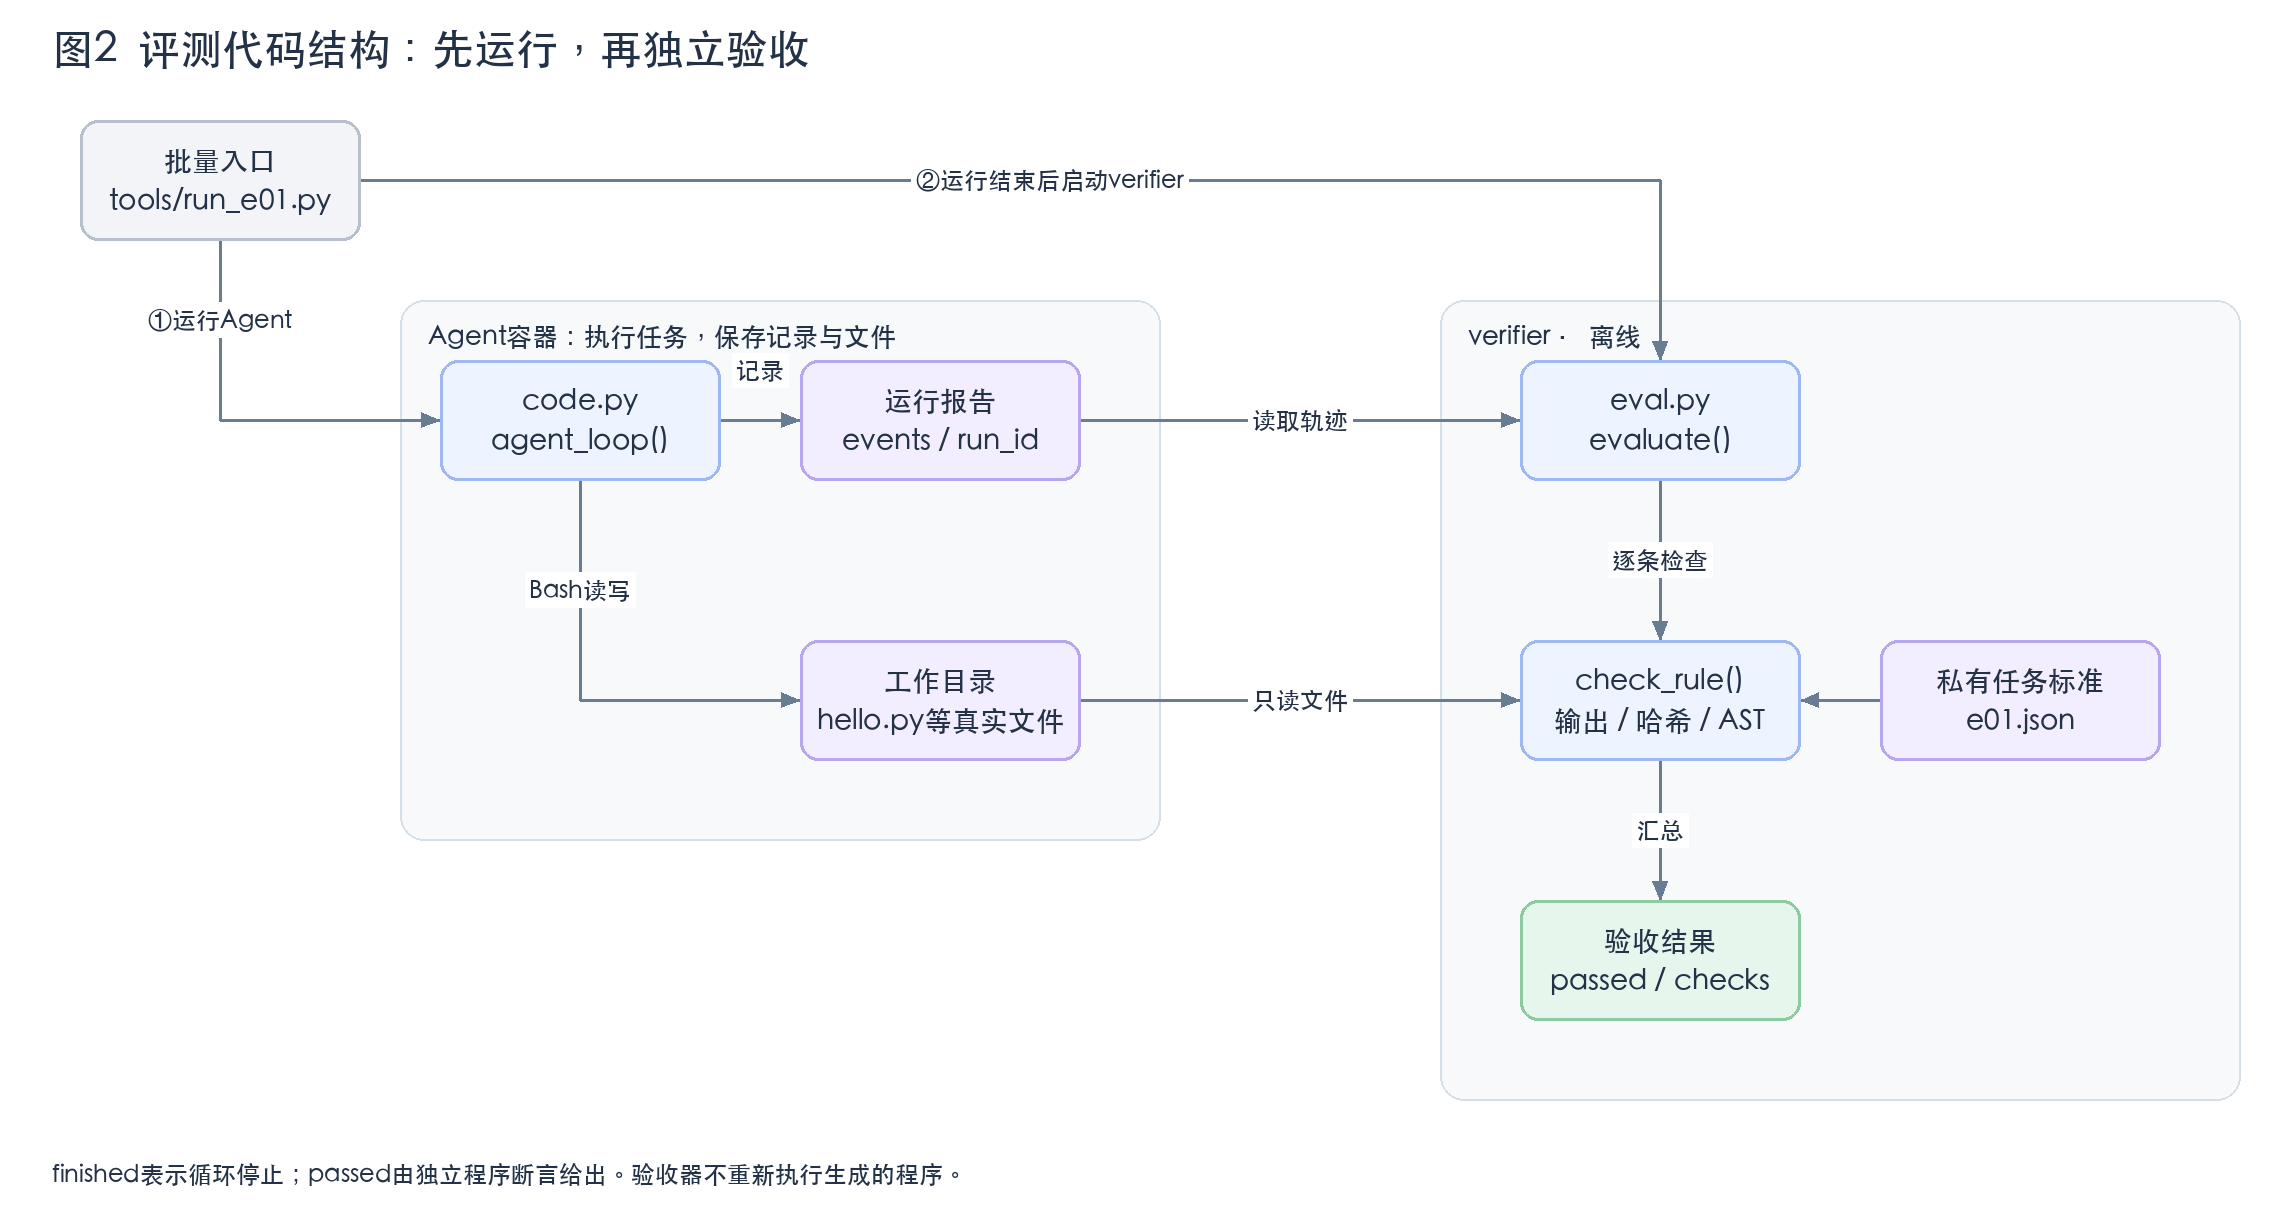 图2 评测代码结构：先运行，再独立验收
批量入口
tools/run_e01.py
②运行结束后启动verifier
①运行Agent
Agent容器：执行任务，保存记录与文件
verifier · 离线
记录
code.py
agent_loop()
运行报告
events / run_id
读取轨迹
eval.py
evaluate()
Bash读写
逐条检查
工作目录
hello.py等真实文件
只读文件
check_rule()
输出 / 哈希 / AST
私有任务标准
e01.json
汇总
验收结果
passed / checks
finished表示循环停止；passed由独立程序断言给出。验收器不重新执行生成的程序。